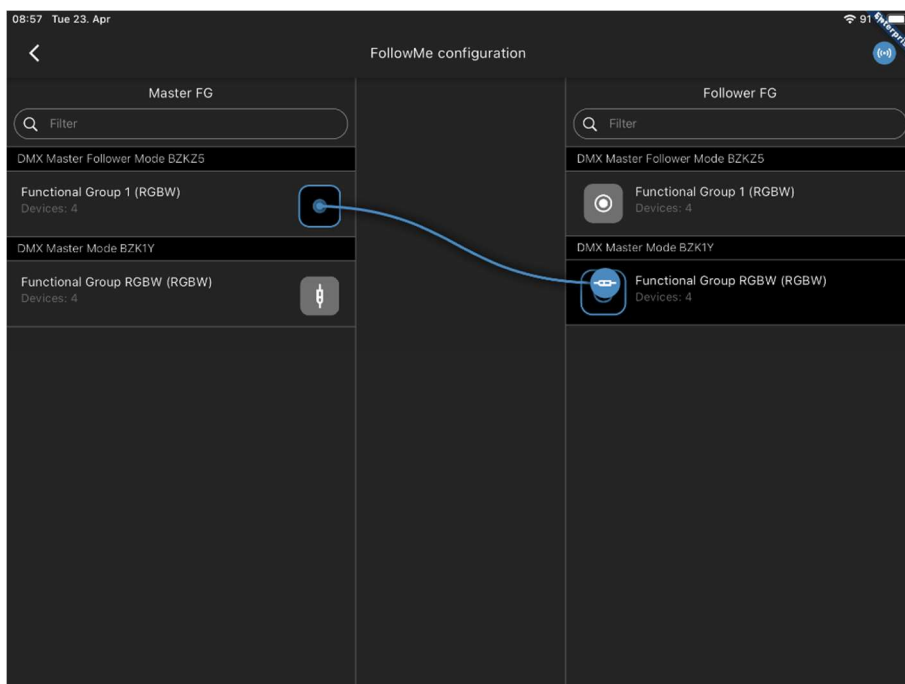 08:57 Tue 23. Apr
91
FollowMe configuration
Master FG
Filter
DMX Master Follower Mode BZKZ5
Functional Group 1 (RGBW)
Devices: 4
DMX Master Mode BZK1Y
Functional Group RGBW (RGBW)
Devices: 4
Follower FG
Filter
DMX Master Follower Mode BZKZ5
Functional Group 1 (RGBW)
Devices: 4
DMX Master Mode BZK1Y
Functional Group RGBW (RGBW)
Devices: 4